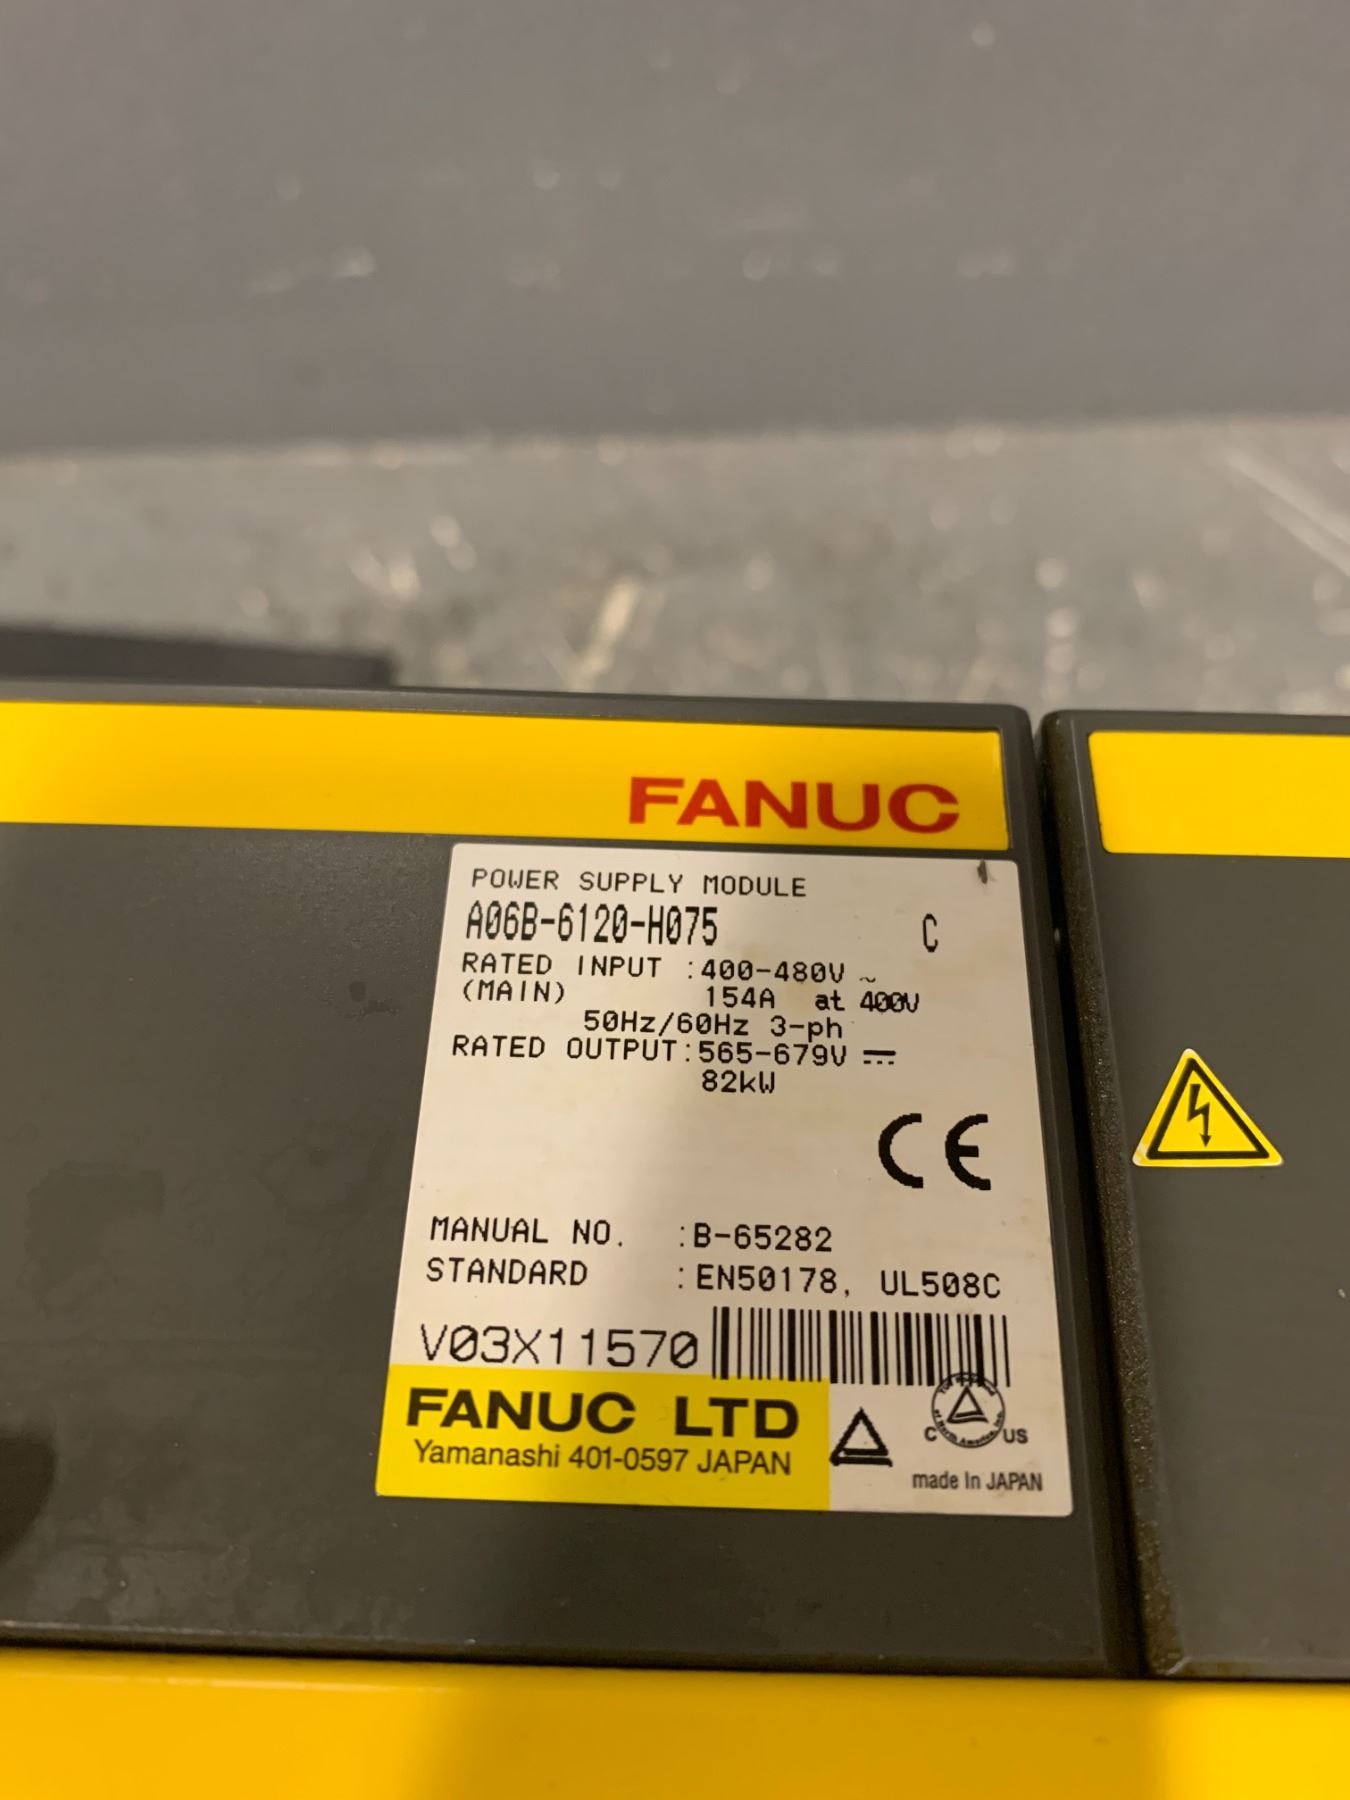 FANUC
POWER SUPPLY MODULE
A06B-6120-H075 C
RATED INPUT :400-480V ~
(MAIN) 154A at 400V
50Hz/60Hz 3-ph
RATED OUTPUT:565-679V
82kW
CE
MANUAL NO. :B-65282
STANDARD :EN50178, UL508C
V03X11570
FANUC LTD
Yamanashi 401-0597 JAPAN
C US
made In JAPAN